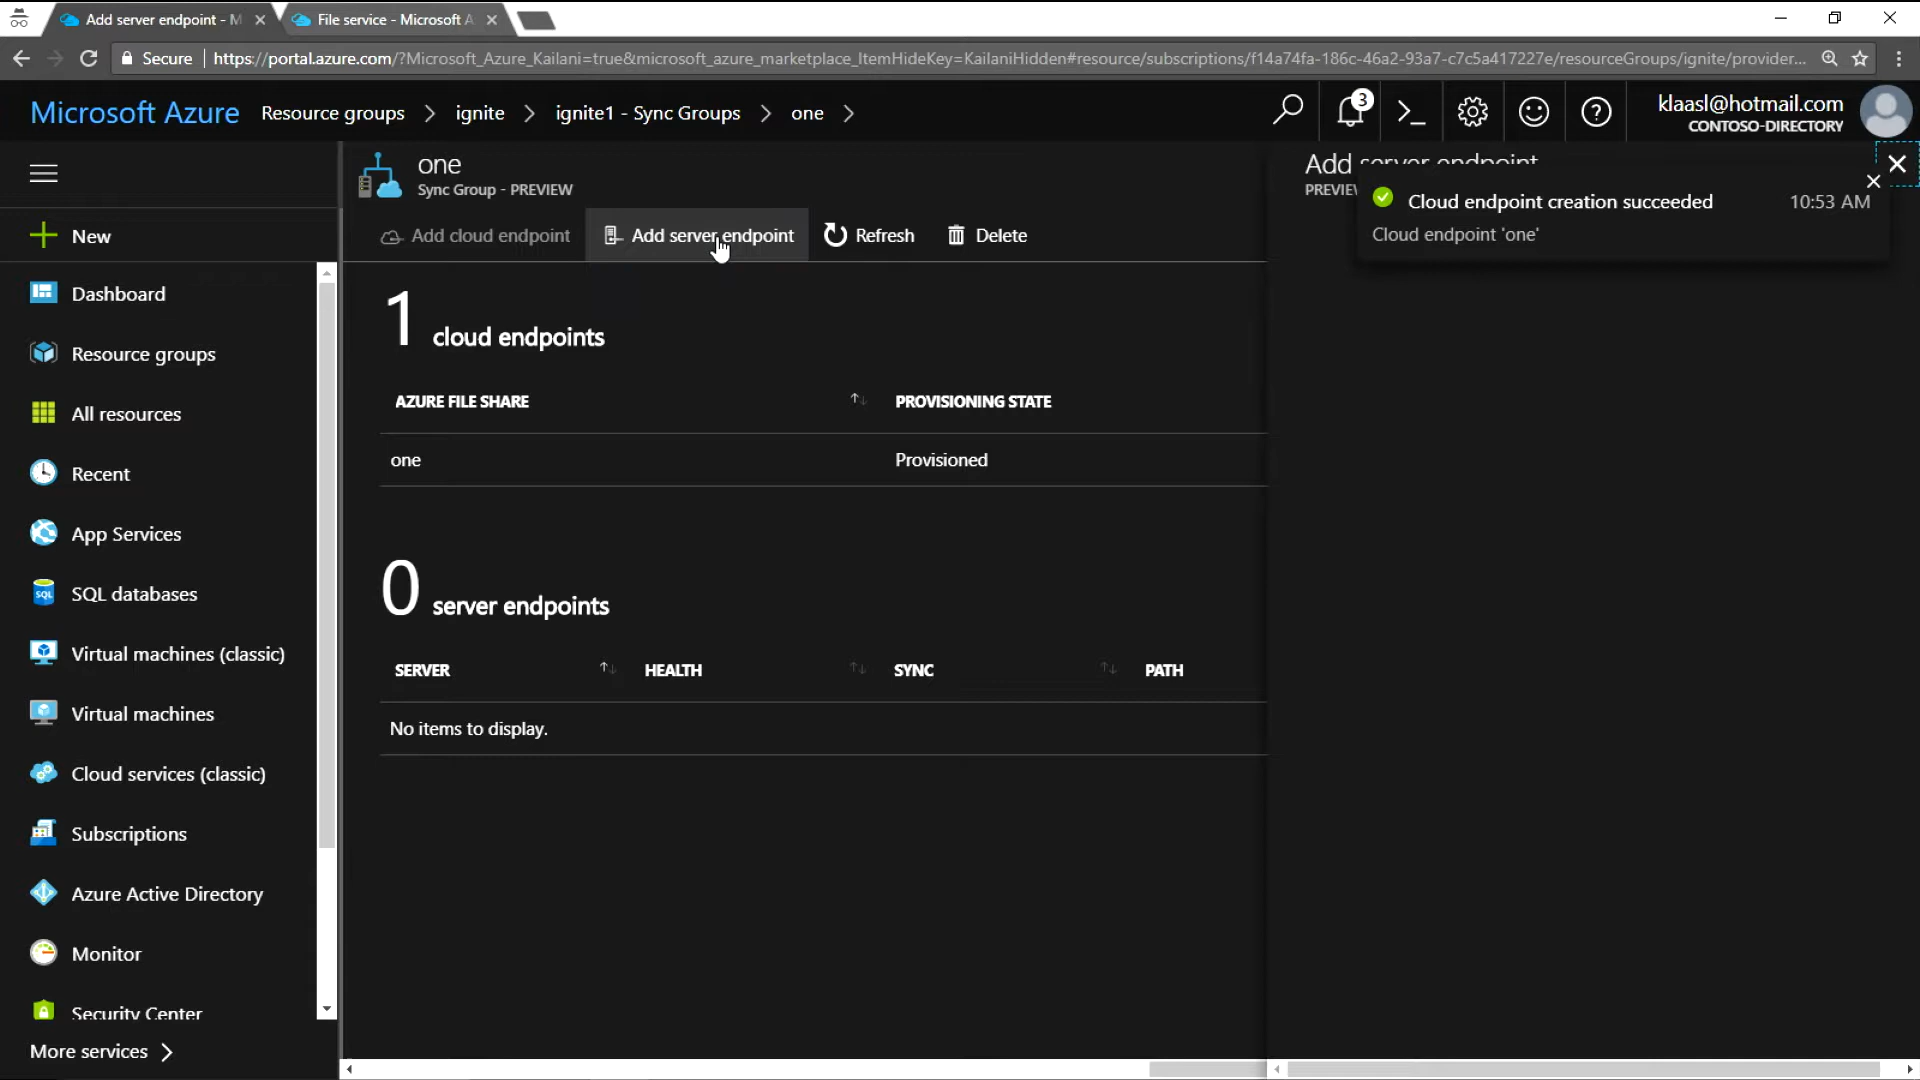 Add server endpoint - M
File service - Microsoft A
Secure
https://portal.azure.com/?Microsoft_Azure_Kailani=true&microsoft_azure_marketplace_ItemHideKey=KailaniHidden#resource/subscriptions/f14a74fa-186c-46a2-93a7-c7c5a417227e/resourceGroups/ignite/provider...
Microsoft Azure
Resource groups
ignite
ignite1 - Sync Groups
one
3
klaasl@hotmail.com
CONTOSO-DIRECTORY
New
Dashboard
Resource groups
All resources
Recent
App Services
SQL
SQL databases
Virtual machines (classic)
Virtual machines
Cloud services (classic)
Subscriptions
Azure Active Directory
Monitor
Security Center
More services
one
Sync Group - PREVIEW
Add cloud endpoint
Add server endpoint
Refresh
Delete
1 cloud endpoints
AZURE FILE SHARE
PROVISIONING STATE
one
Provisioned
0 server endpoints
SERVER
HEALTH
SYNC
PATH
No items to display.
Add server endpoint
PREVIEW
Cloud endpoint creation succeeded
10:53 AM
Cloud endpoint 'one'